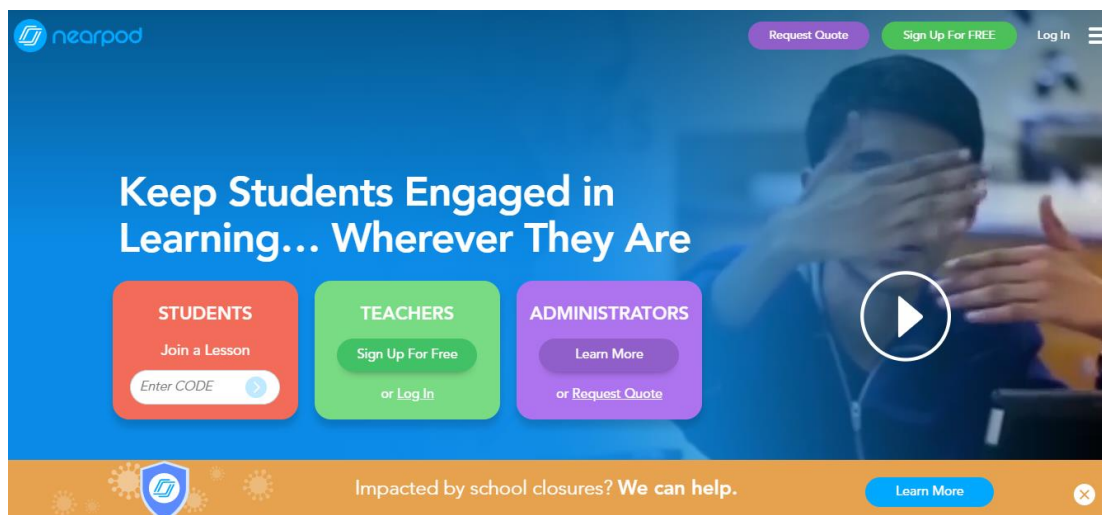 nearpod
Request Quote
Sign Up For FREE
Log In
Keep Students Engaged in
Learning... Wherever They Are
STUDENTS
Join a Lesson
Enter CODE
TEACHERS
Sign Up For Free
or Log In
ADMINISTRATORS
Learn More
or Request Quote
Impacted by school closures? We can help.
Learn More